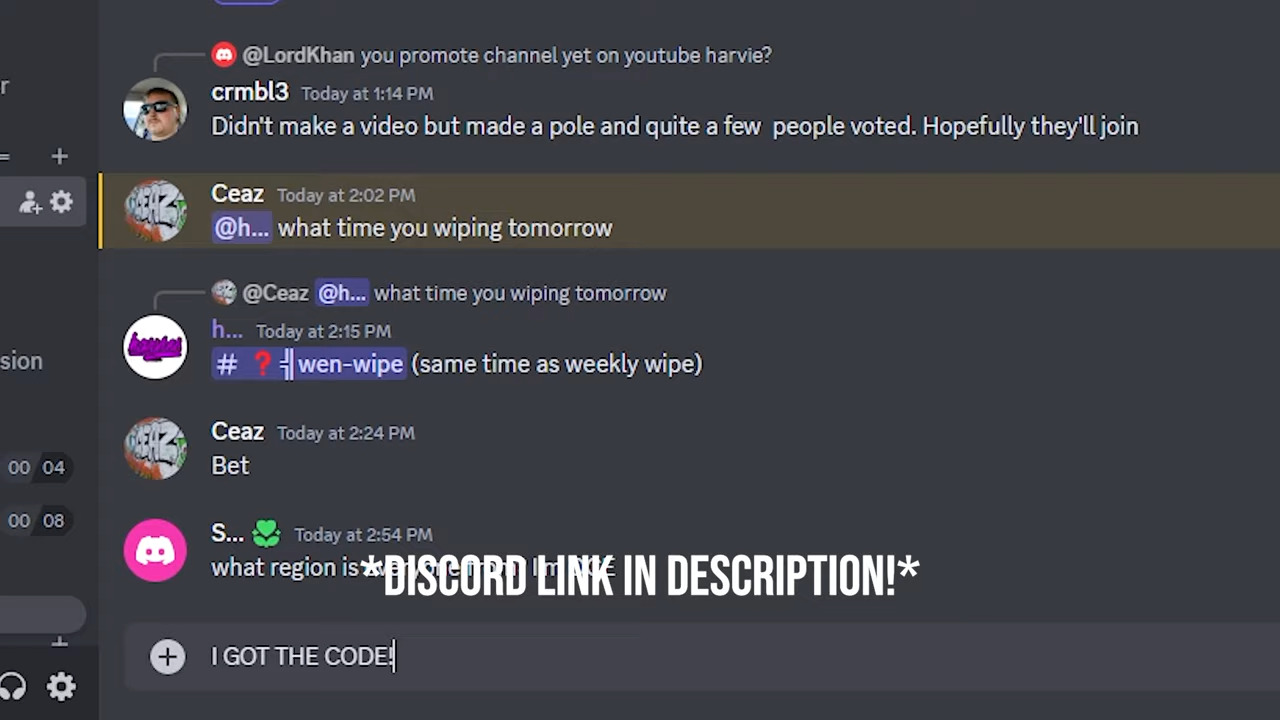 @LordKhan you promote channel yet on youtube harvie?
r
crmbl3 Today at 1:14 PM
Didn't make a video but made a pole and quite a few people voted. Hopefully they'll join
Ceaz Today at 2:02 PM
@h... what time you wiping tomorrow
@Ceaz @h... what time you wiping tomorrow
h... Today at 2:15 PM
sion
# ❓╣wen-wipe (same time as weekly wipe)
Ceaz Today at 2:24 PM
Bet
00 04
00 08
S... Today at 2:54 PM
what region is
*DISCORD LINK IN DESCRIPTION!*
I GOT THE CODE!